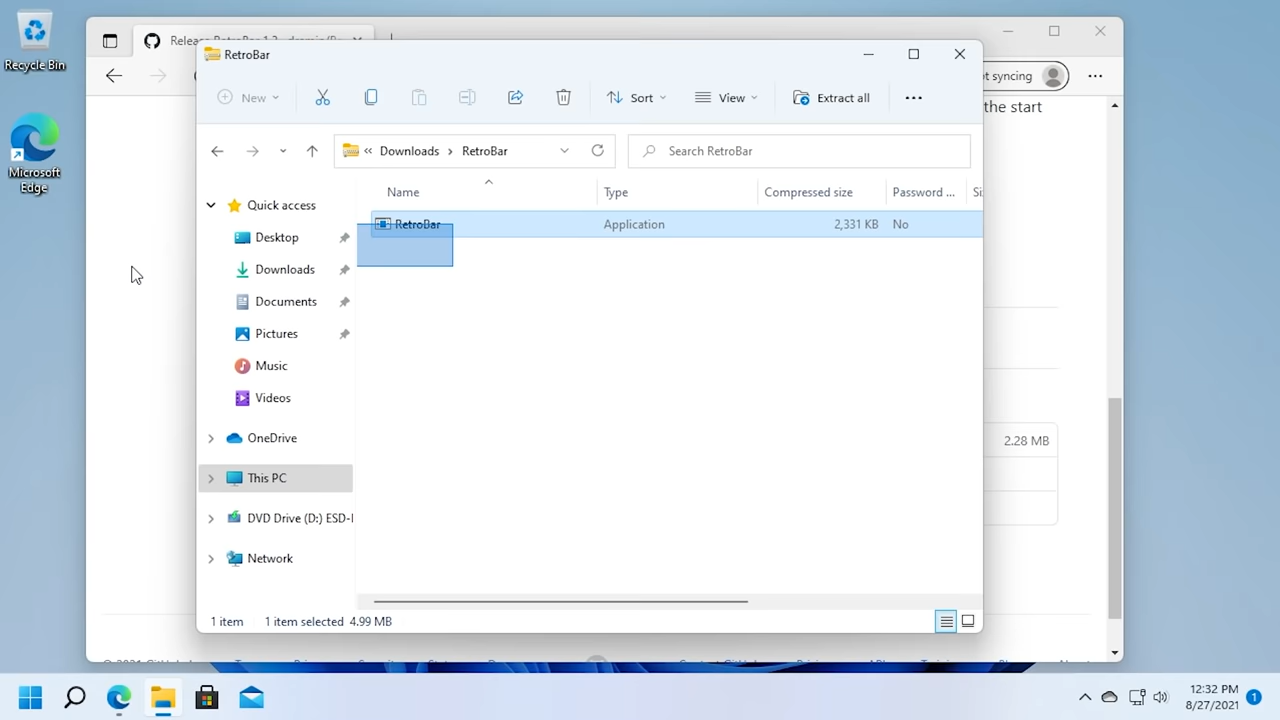 Recycle Bin
Microsoft Edge
RetroBar
New
Sort
View
Extract all
Downloads
RetroBar
Search RetroBar
Name
Type
Compressed size
Password ...
RetroBar
Application
2,331 KB
No
Quick access
Desktop
Downloads
Documents
Pictures
Music
Videos
OneDrive
This PC
DVD Drive (D:) ESD-
Network
1 item
1 item selected
4.99 MB
syncing
the start
2.28 MB
12:32 PM
8/27/2021
1